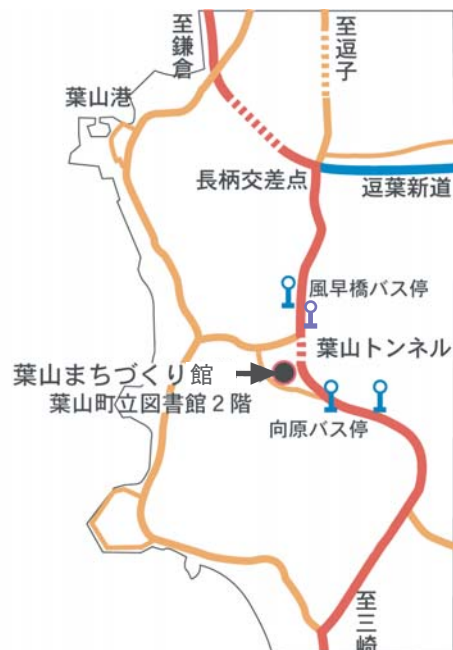 至鎌倉
至逗子
葉山港
長柄交差点
逗葉新道
風早橋バス停
葉山トンネル
葉山まちづくり館
葉山町立図書館２階
向原バス停
至三崎